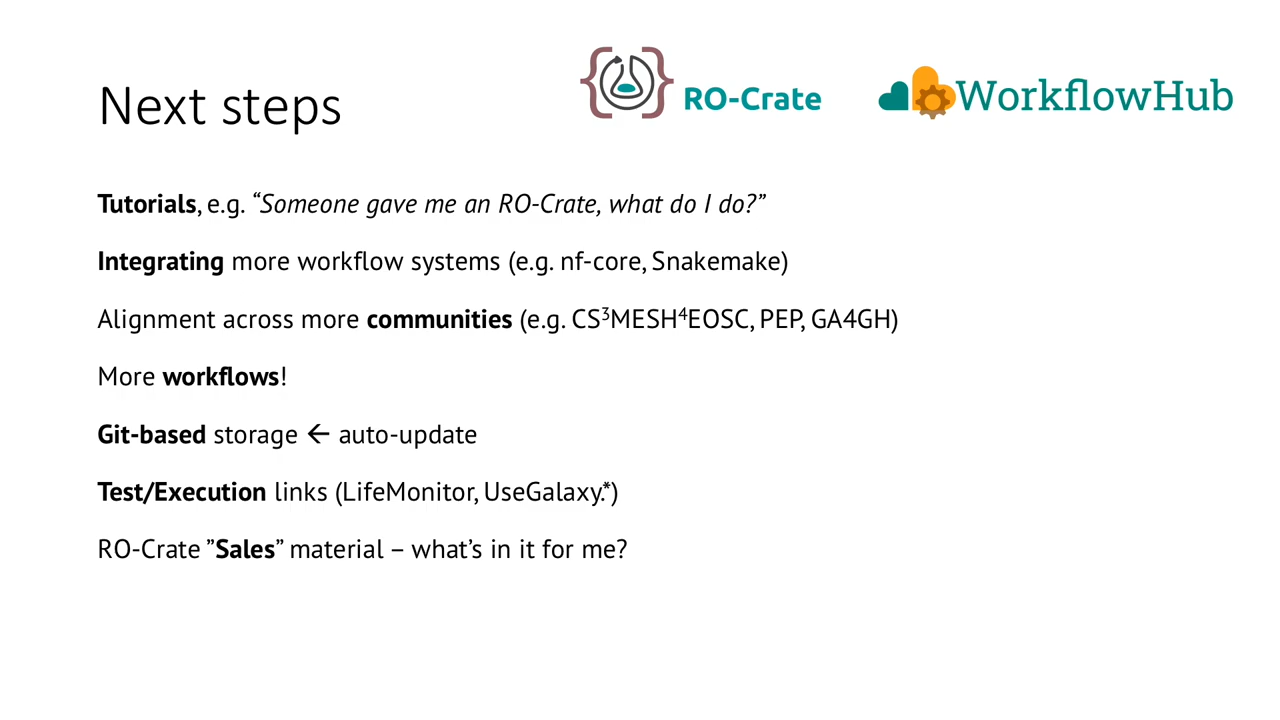 Next steps
RO-Crate
WorkflowHub
Tutorials, e.g. “Someone gave me an RO-Crate, what do I do?”
Integrating more workflow systems (e.g. nf-core, Snakemake)
Alignment across more communities (e.g. CS³MESH⁴EOSC, PEP, GA4GH)
More workflows!
Git-based storage ← auto-update
Test/Execution links (LifeMonitor, UseGalaxy.*)
RO-Crate ”Sales” material – what’s in it for me?